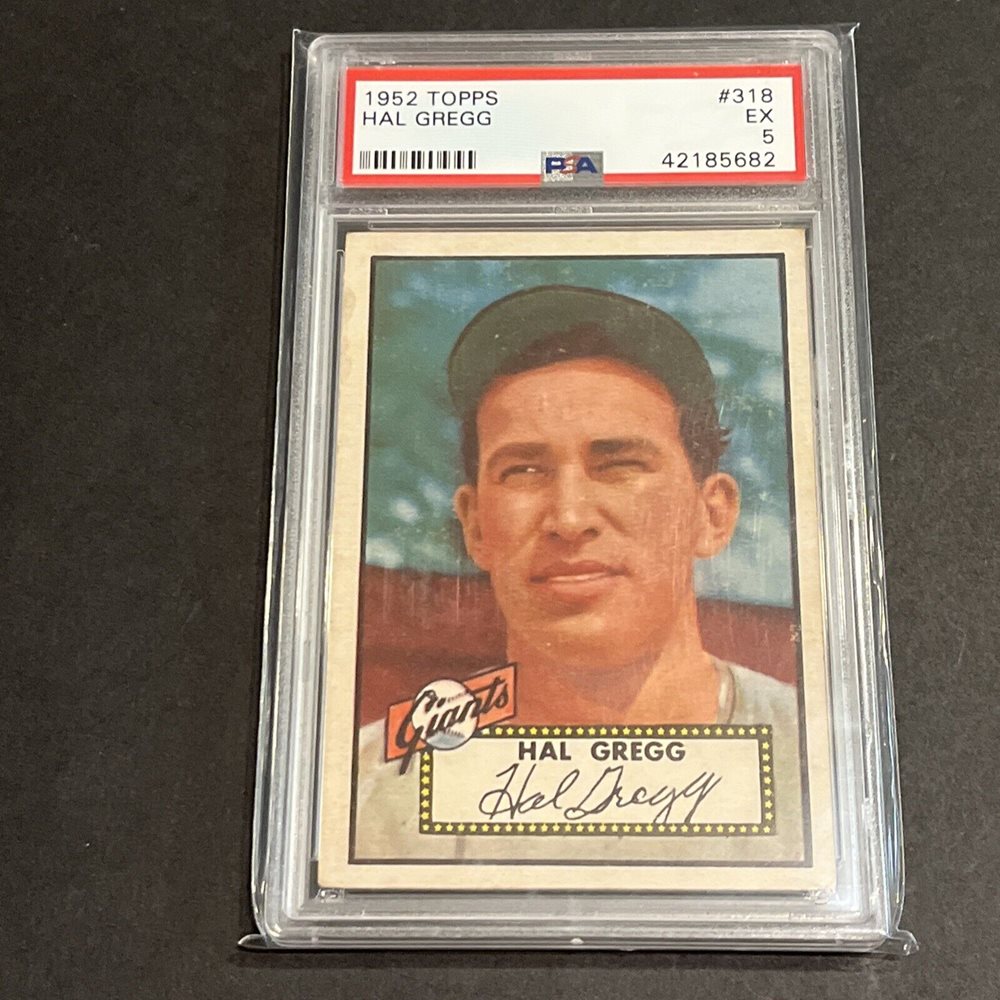 1952 TOPPS #318
HAL GREGG EX
5
PSA 42185682
Giants
HAL GREGG
Hal Gregg